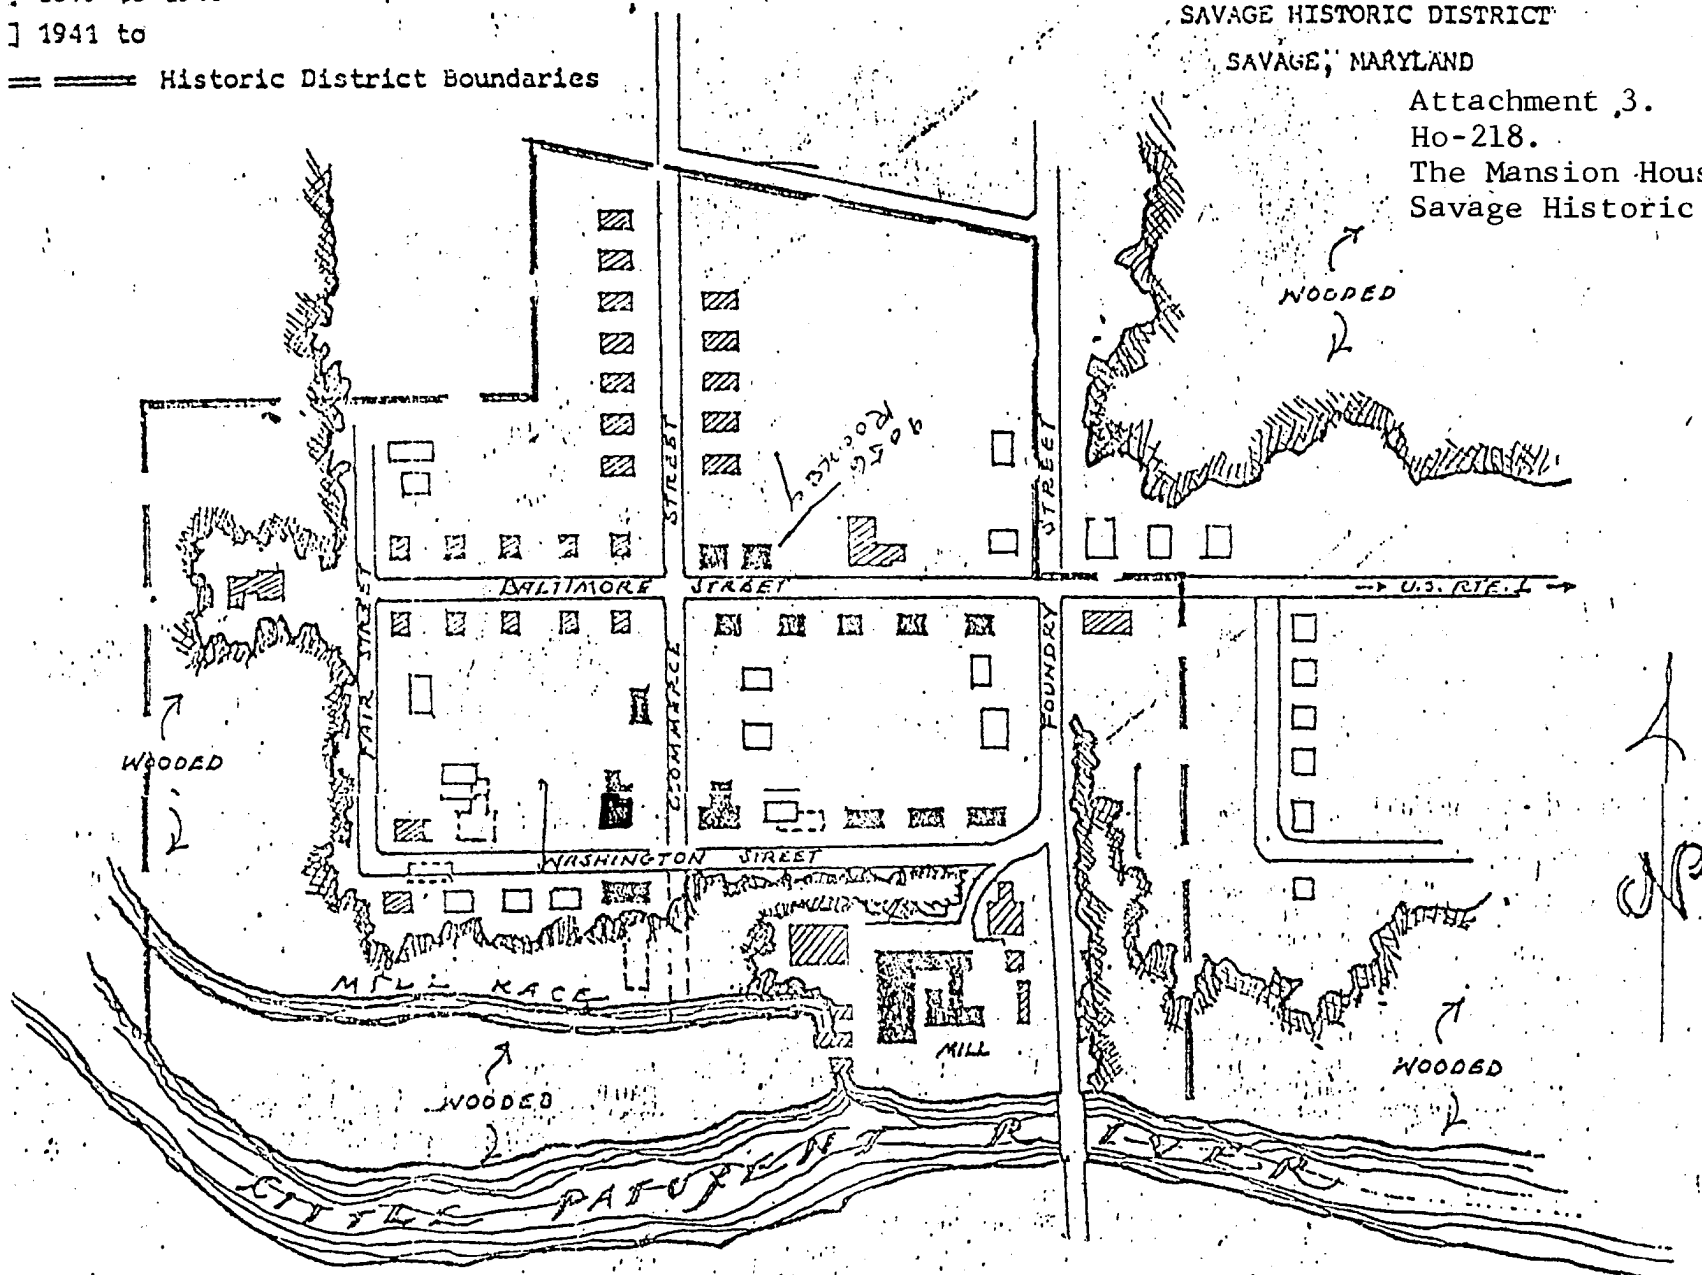 ] 1941 to
Historic District Boundaries
SAVAGE HISTORIC DISTRICT
SAVAGE, MARYLAND
Attachment 3.
Ho-218.
The Mansion Hous
Savage Historic
WOODED
STREET
STREET
BALTIMORE STREET
U.S. RTE. 1
FAIR STREET
COMMERCE
FOUNDRY
WOODED
WASHINGTON STREET
MILL RACE
MILL
WOODED
WOODED
LITTLE PATUXENT RIVER